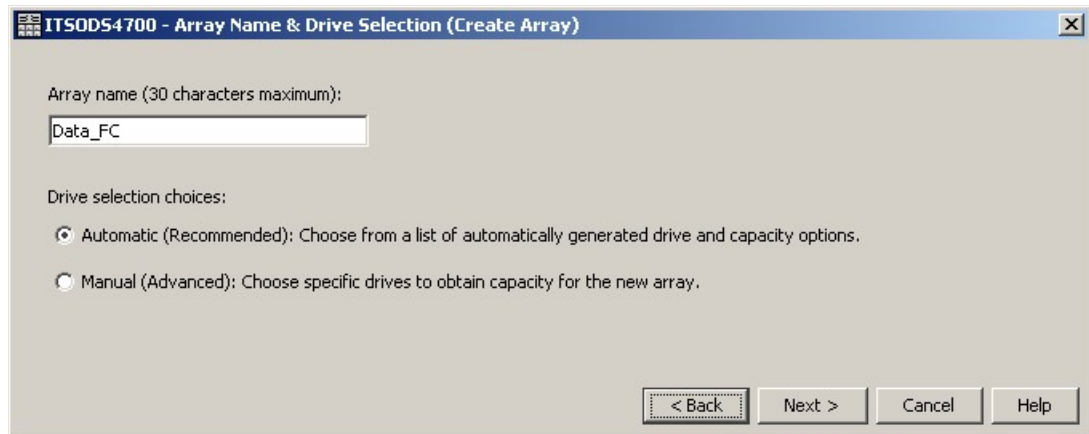 ITSODS4700 - Array Name & Drive Selection (Create Array)
Array name (30 characters maximum):
Data_FC
Drive selection choices:
Automatic (Recommended): Choose from a list of automatically generated drive and capacity options.
Manual (Advanced): Choose specific drives to obtain capacity for the new array.
< Back Next > Cancel Help